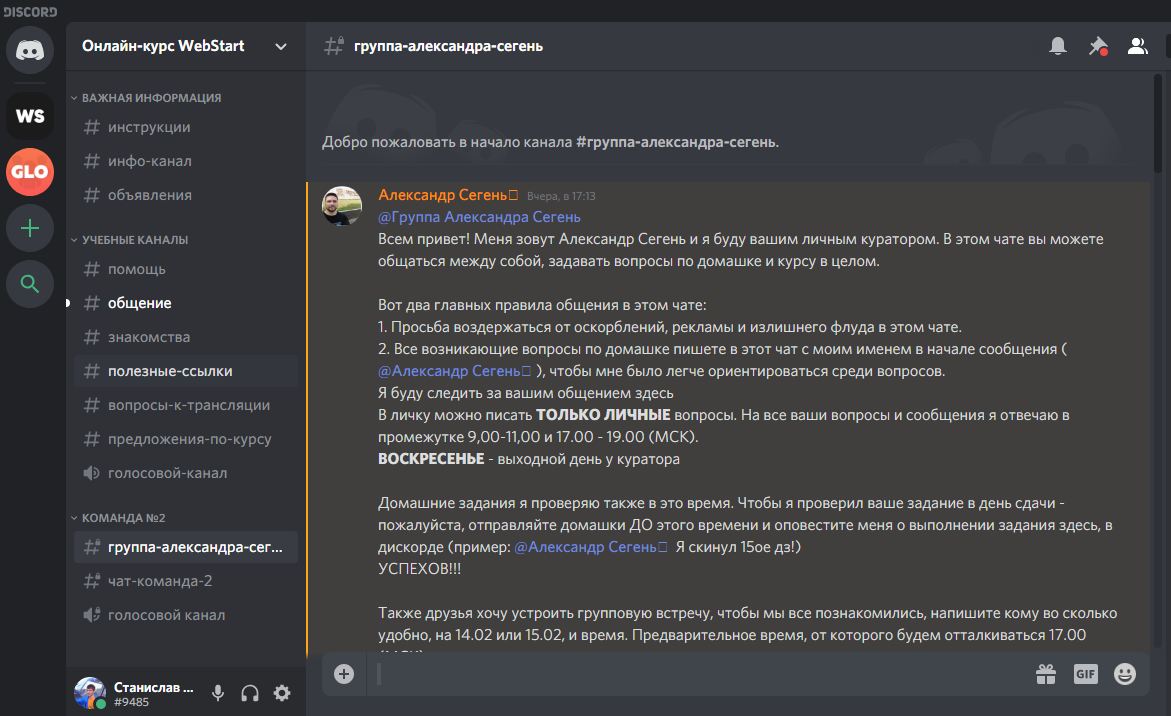 DISCORD
WS
GLO
Онлайн-курс WebStart
ВАЖНАЯ ИНФОРМАЦИЯ
# инструкции
# инфо-канал
# объявления
УЧЕБНЫЕ КАНАЛЫ
# помощь
# общение
# знакомства
# полезные-ссылки
# вопросы-к-трансляции
# предложения-по-курсу
голосовой-канал
КОМАНДА №2
# группа-александра-сег...
# чат-команда-2
голосовой канал
Станислав ...
#9485
# группа-александра-сегень
Добро пожаловать в начало канала #группа-александра-сегень.
Александр Сегень Вчера, в 17:13
@Группа Александра Сегень
Всем привет! Меня зовут Александр Сегень и я буду вашим личным куратором. В этом чате вы можете
общаться между собой, задавать вопросы по домашке и курсу в целом.
Вот два главных правила общения в этом чате:
1. Просьба воздержаться от оскорблений, рекламы и излишнего флуда в этом чате.
2. Все возникающие вопросы по домашке пишете в этот чат с моим именем в начале сообщения (
@Александр Сегень ), чтобы мне было легче ориентироваться среди вопросов.
Я буду следить за вашим общением здесь
В личку можно писать ТОЛЬКО ЛИЧНЫЕ вопросы. На все ваши вопросы и сообщения я отвечаю в
промежутке 9,00-11,00 и 17.00 - 19.00 (МСК).
ВОСКРЕСЕНЬЕ - выходной день у куратора
Домашние задания я проверяю также в это время. Чтобы я проверил ваше задание в день сдачи -
пожалуйста, отправляйте домашки ДО этого времени и оповестите меня о выполнении задания здесь, в
дискорде (пример: @Александр Сегень Я скинул 15ое дз!)
УСПЕХОВ!!!
Также друзья хочу устроить групповую встречу, чтобы мы все познакомились, напишите кому во сколько
удобно, на 14.02 или 15.02, и время. Предварительное время, от которого будем отталкиваться 17.00
(МСК)
GIF